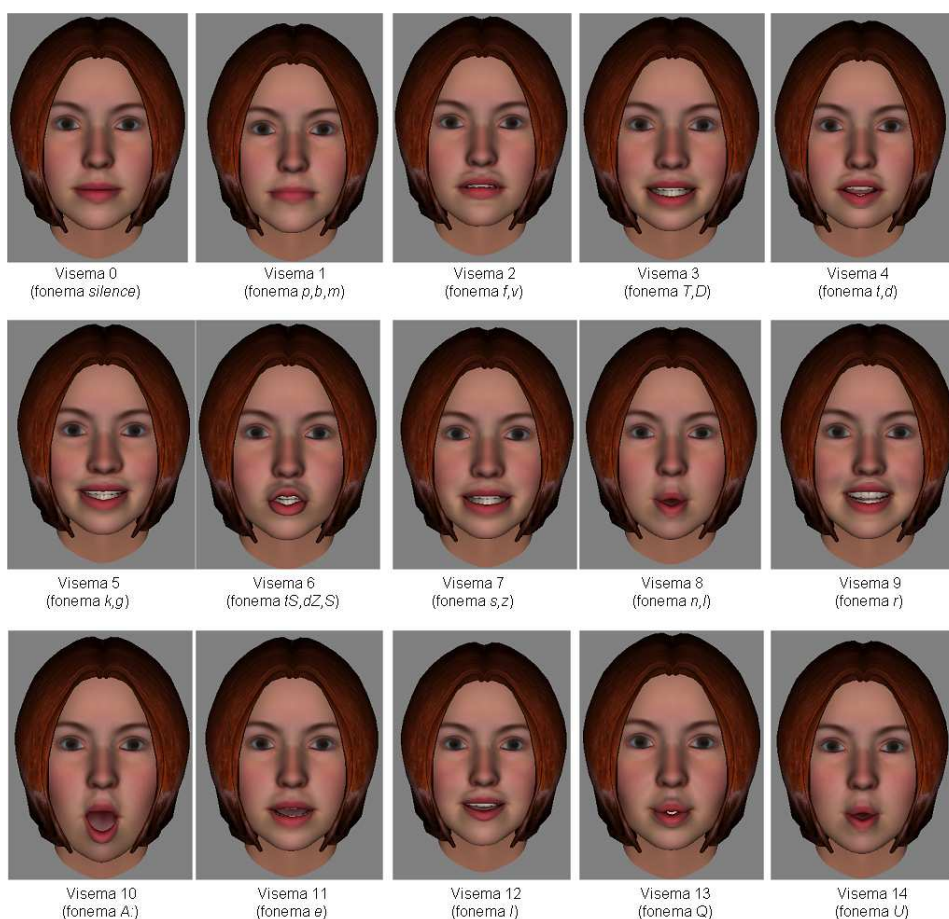 Visema 0
(fonema silence)
Visema 1
(fonema p,b,m)
Visema 2
(fonema f,v)
Visema 3
(fonema T,D)
Visema 4
(fonema t,d)
Visema 5
(fonema k,g)
Visema 6
(fonema tS,dZ,S)
Visema 7
(fonema s,z)
Visema 8
(fonema n,l)
Visema 9
(fonema r)
Visema 10
(fonema A:)
Visema 11
(fonema e)
Visema 12
(fonema I)
Visema 13
(fonema Q)
Visema 14
(fonema U)